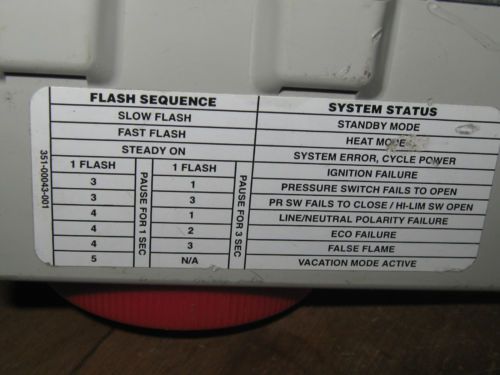 FLASH SEQUENCE SYSTEM STATUS
SLOW FLASH STANDBY MODE
FAST FLASH HEAT MODE
STEADY ON SYSTEM ERROR, CYCLE POWER
1 FLASH 1 FLASH IGNITION FAILURE
3 1 PRESSURE SWITCH FAILS TO OPEN
3 3 PR SW FAILS TO CLOSE / HI-LIM SW OPEN
4 1 LINE/NEUTRAL POLARITY FAILURE
4 2 ECO FAILURE
4 3 FALSE FLAME
5 N/A VACATION MODE ACTIVE
PAUSE FOR 1 SEC
PAUSE FOR 3 SEC
351-00043-001